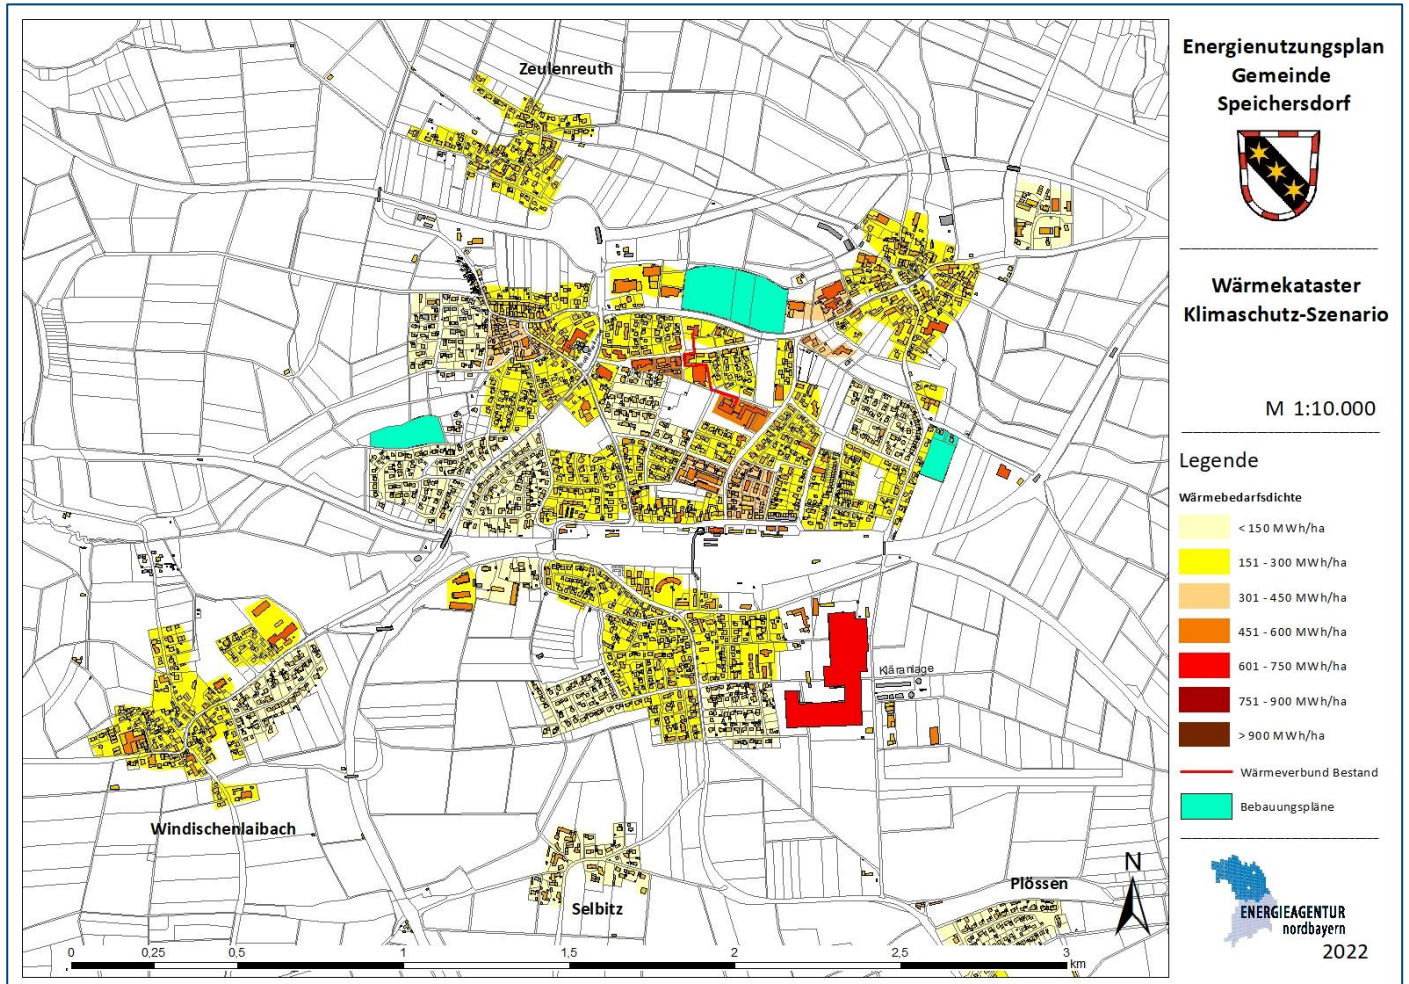 Zeulenreuth
Kläranlage
Windischenlaibach
Selbitz
Plössen
N
0
0,25
0,5
1
1,5
2
2,5
3
km
Energienutzungsplan
Gemeinde
Speichersdorf
Wärmekataster
Klimaschutz-Szenario
M 1:10.000
Legende
Wärmebedarfsdichte
< 150 MWh/ha
151 - 300 MWh/ha
301 - 450 MWh/ha
451 - 600 MWh/ha
601 - 750 MWh/ha
751 - 900 MWh/ha
> 900 MWh/ha
Wärmeverbund Bestand
Bebauungspläne
ENERGIEAGENTUR
nordbayern
2022